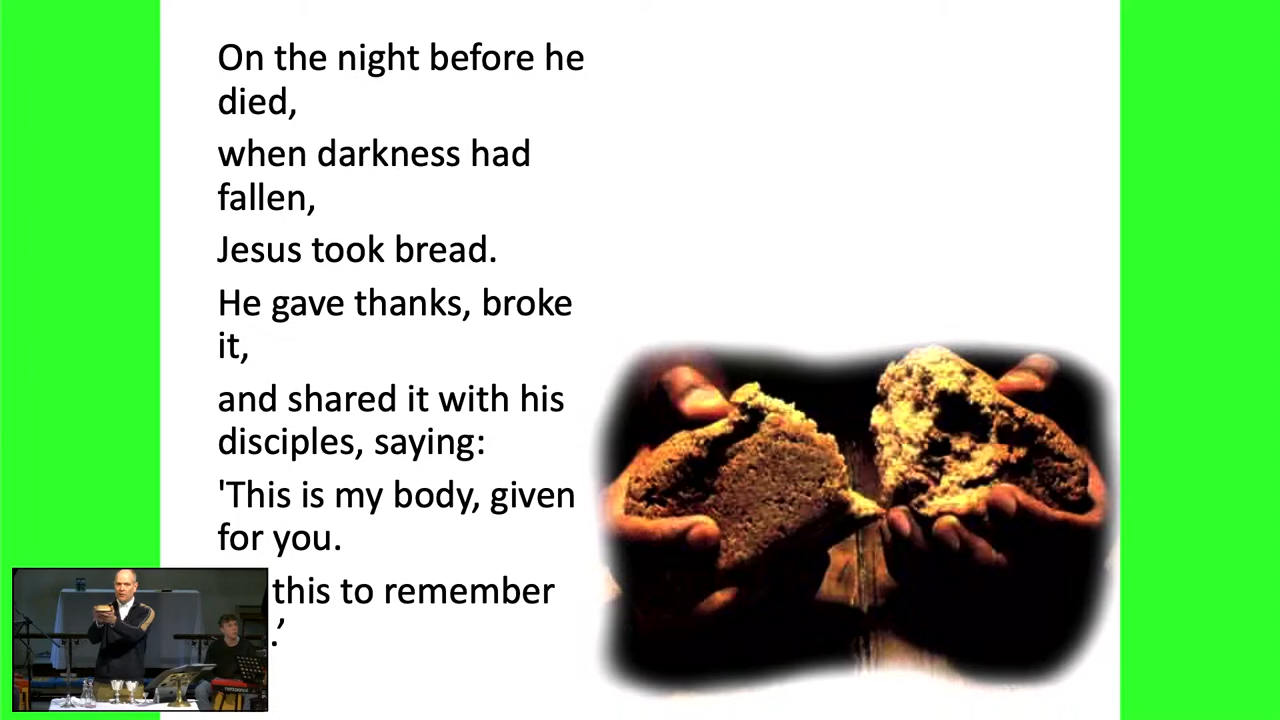 On the night before he
died,
when darkness had
fallen,
Jesus took bread.
He gave thanks, broke
it,
and shared it with his
disciples, saying:
'This is my body, given
for you.
this to remember
.’